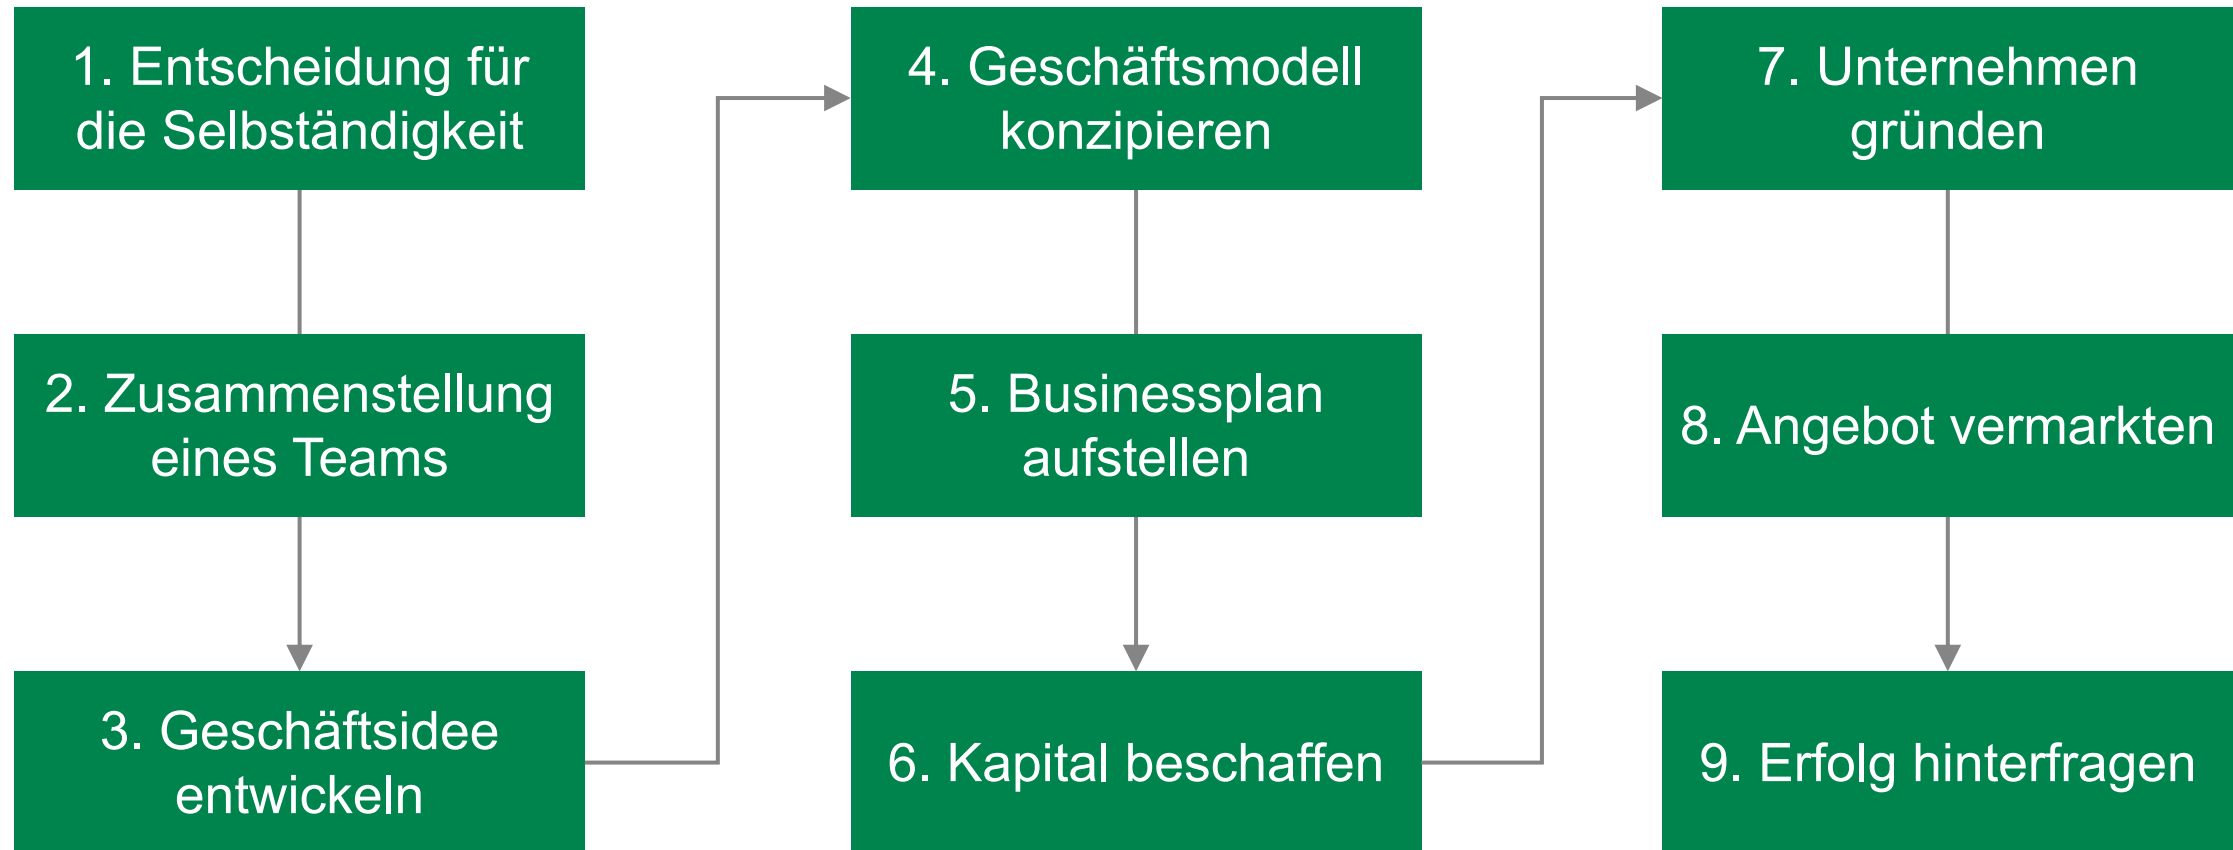 1. Entscheidung für
die Selbständigkeit
2. Zusammenstellung
eines Teams
3. Geschäftsidee
entwickeln
4. Geschäftsmodell
konzipieren
5. Businessplan
aufstellen
6. Kapital beschaffen
7. Unternehmen
gründen
8. Angebot vermarkten
9. Erfolg hinterfragen